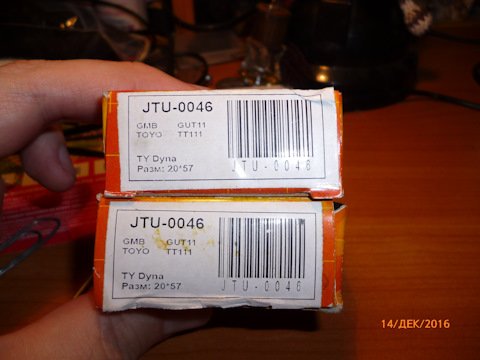 JTU-0046
GMB GUT11
TOYO TT111
TY Dyna
Разм: 20*57
JTU-0046
JTU-0046
GMB GUT11
TOYO TT111
TY Dyna
Разм: 20*57
JTU-0046
14/ДЕК/2016